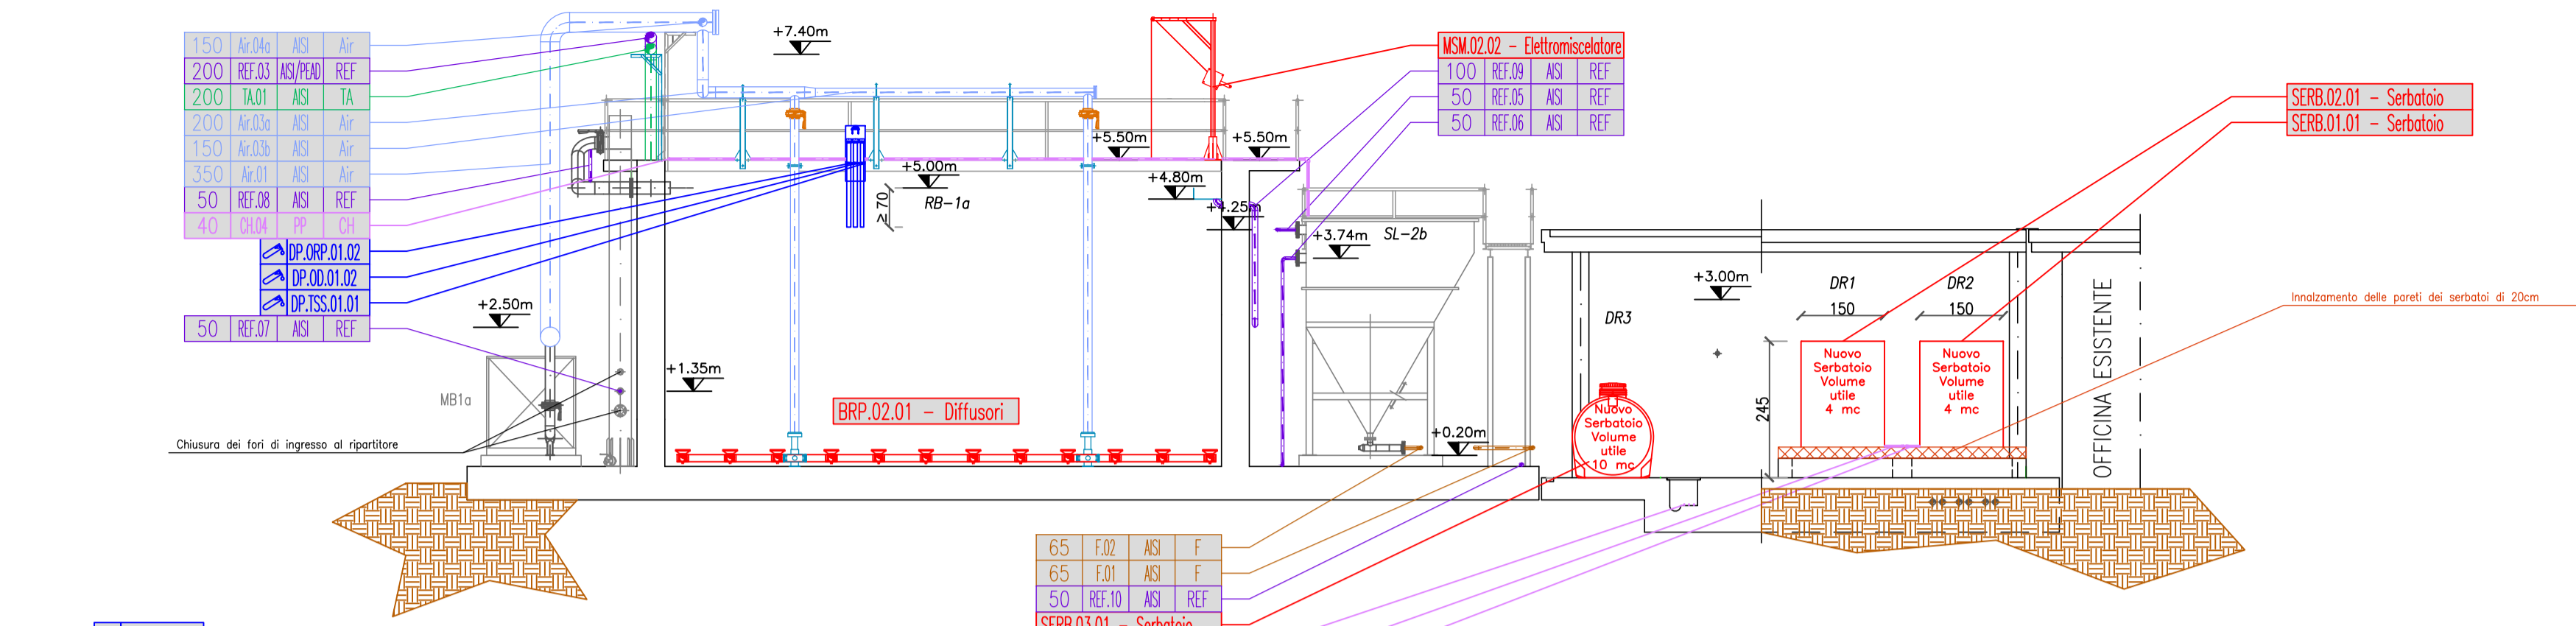 150 Air.04a AISI Air
200 REF.03 AISI/PEAD REF
200 TA.01 AISI TA
200 Air.03a AISI Air
150 Air.03b AISI Air
350 Air.01 AISI Air
50 REF.08 AISI REF
40 CH.04 PP CH
DP.ORP.01.02
DP.OD.01.02
DP.TSS.01.01
50 REF.07 AISI REF
+7.40m
MSM.02.02 - Elettromiscelatore
100 REF.09 AISI REF
50 REF.05 AISI REF
50 REF.06 AISI REF
SERB.02.01 - Serbatoio
SERB.01.01 - Serbatoio
+5.50m
+5.50m
+5.00m
≥70
RB-1a
+4.80m
+4.25m
+3.74m
SL-2b
+2.50m
+1.35m
MB1a
Chiusura dei fori di ingresso al ripartitore
BRP.02.01 - Diffusori
+0.20m
DR3
+3.00m
DR1
150
DR2
150
245
Nuovo
Serbatoio
Volume
utile
10 mc
Nuovo
Serbatoio
Volume
utile
4 mc
Nuovo
Serbatoio
Volume
utile
4 mc
OFFICINA ESISTENTE
Innalzamento delle pareti dei serbatoi di 20cm
65 F.02 AISI F
65 F.01 AISI F
50 REF.10 AISI REF
SERB.03.01 - Serbatoio